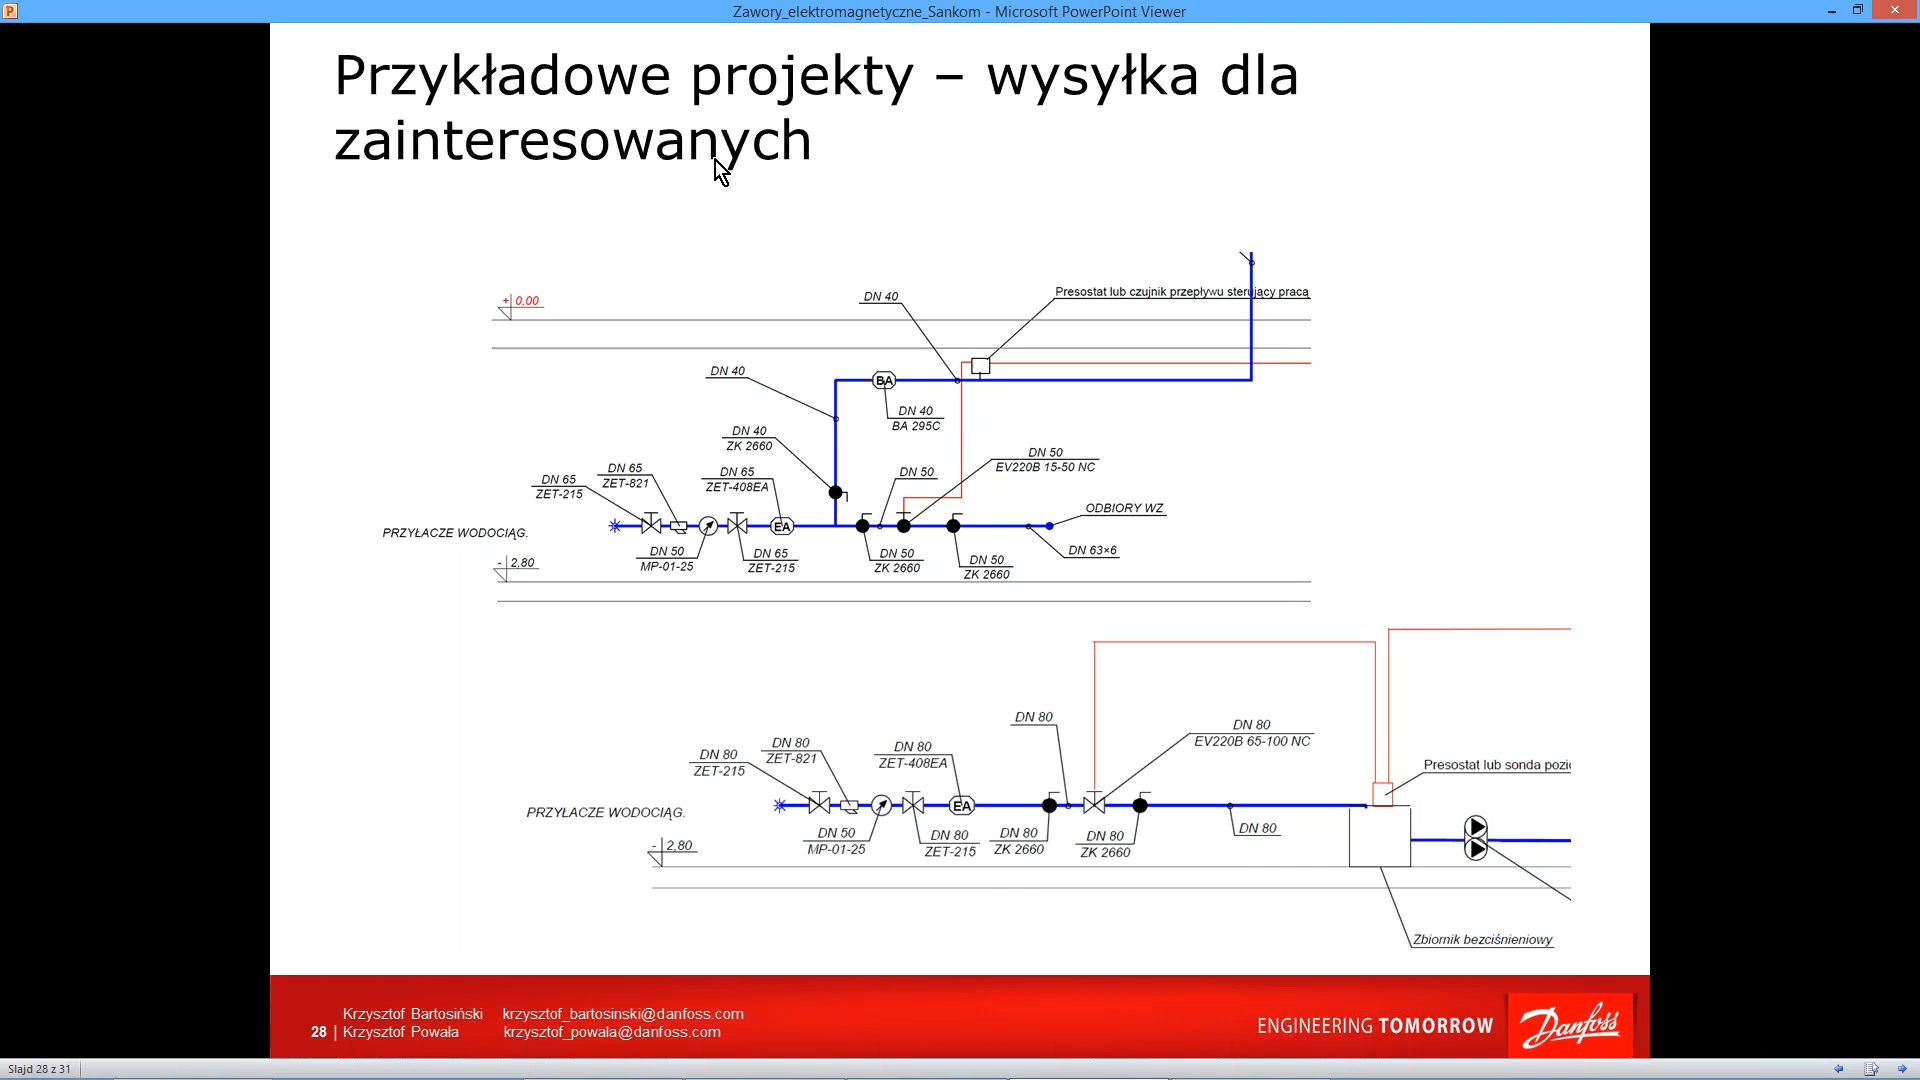 Zawory_elektromagnetyczne_Sankom - Microsoft PowerPoint Viewer
Przykładowe projekty – wysyłka dla
zainteresowanych
+ 0,00
DN 40
Presostat lub czujnik przepływu sterujący pracą
DN 40
BA
DN 40
BA 295C
DN 40
ZK 2660
DN 50
EV220B 15-50 NC
DN 65
ZET-215
DN 65
ZET-821
DN 65
ZET-408EA
DN 50
ODBIORY WZ
PRZYŁACZE WODOCIĄG.
EA
DN 50
MP-01-25
DN 65
ZET-215
DN 50
ZK 2660
DN 50
ZK 2660
DN 63×6
- 2,80
DN 80
DN 80
EV220B 65-100 NC
DN 80
ZET-215
DN 80
ZET-821
DN 80
ZET-408EA
Presostat lub sonda pozio
PRZYŁACZE WODOCIĄG.
EA
DN 50
MP-01-25
DN 80
ZET-215
DN 80
ZK 2660
DN 80
ZK 2660
DN 80
- 2,80
Zbiornik bezciśnieniowy
Krzysztof Bartosiński krzysztof_bartosinski@danfoss.com
28 | Krzysztof Powała krzysztof_powala@danfoss.com
ENGINEERING TOMORROW
Danfoss
Slajd 28 z 31